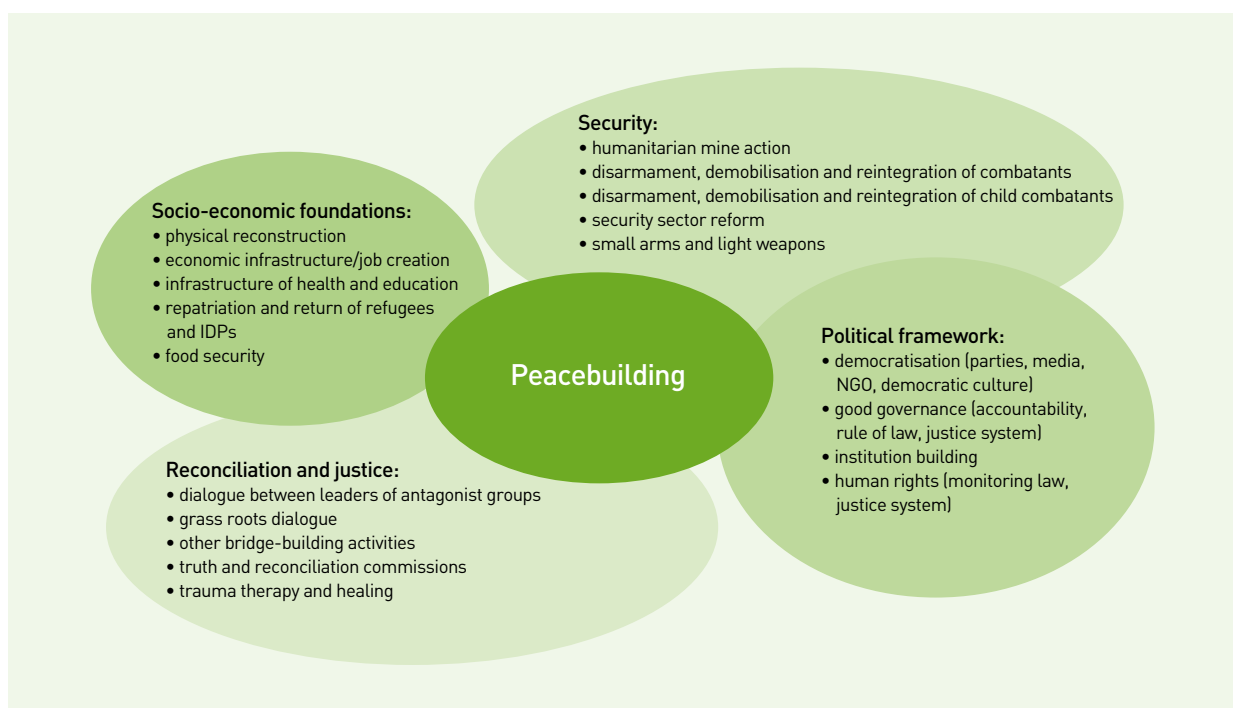 Security:
• humanitarian mine action
• disarmament, demobilisation and reintegration of combatants
• disarmament, demobilisation and reintegration of child combatants
• security sector reform
• small arms and light weapons
Socio-economic foundations:
• physical reconstruction
• economic infrastructure/job creation
• infrastructure of health and education
• repatriation and return of refugees
and IDPs
• food security
Peacebuilding
Political framework:
• democratisation (parties, media,
NGO, democratic culture)
• good governance (accountability,
rule of law, justice system)
• institution building
• human rights (monitoring law,
justice system)
Reconciliation and justice:
• dialogue between leaders of antagonist groups
• grass roots dialogue
• other bridge-building activities
• truth and reconciliation commissions
• trauma therapy and healing